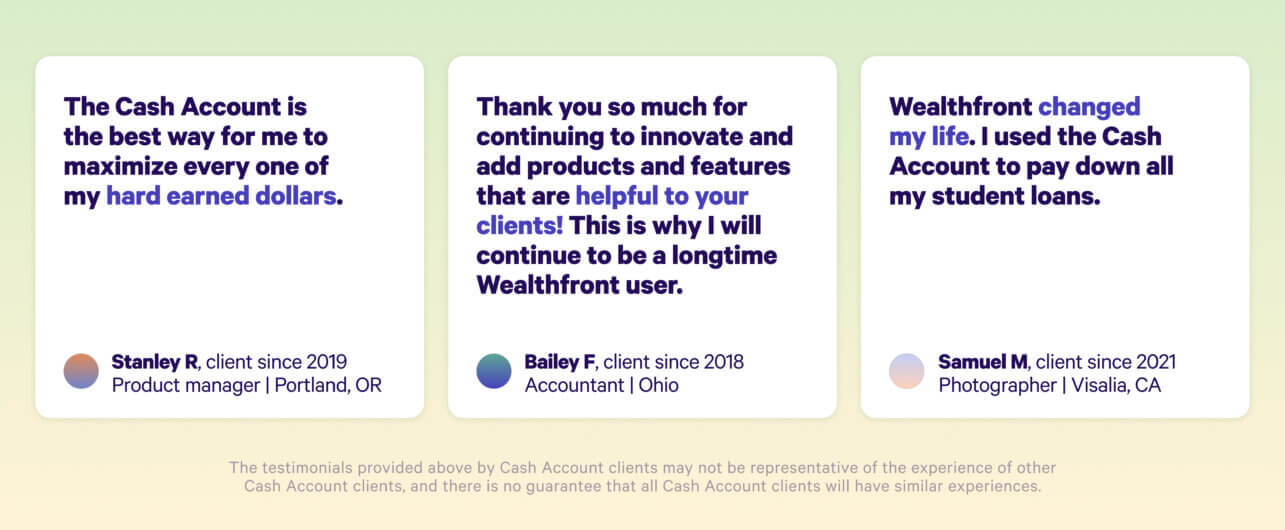 The Cash Account is
the best way for me to
maximize every one of
my hard earned dollars.
Stanley R, client since 2019
Product manager | Portland, OR
Thank you so much for
continuing to innovate and
add products and features
that are helpful to your
clients! This is why I will
continue to be a longtime
Wealthfront user.
Bailey F, client since 2018
Accountant | Ohio
Wealthfront changed
my life. I used the Cash
Account to pay down all
my student loans.
Samuel M, client since 2021
Photographer | Visalia, CA
The testimonials provided above by Cash Account clients may not be representative of the experience of other
Cash Account clients, and there is no guarantee that all Cash Account clients will have similar experiences.